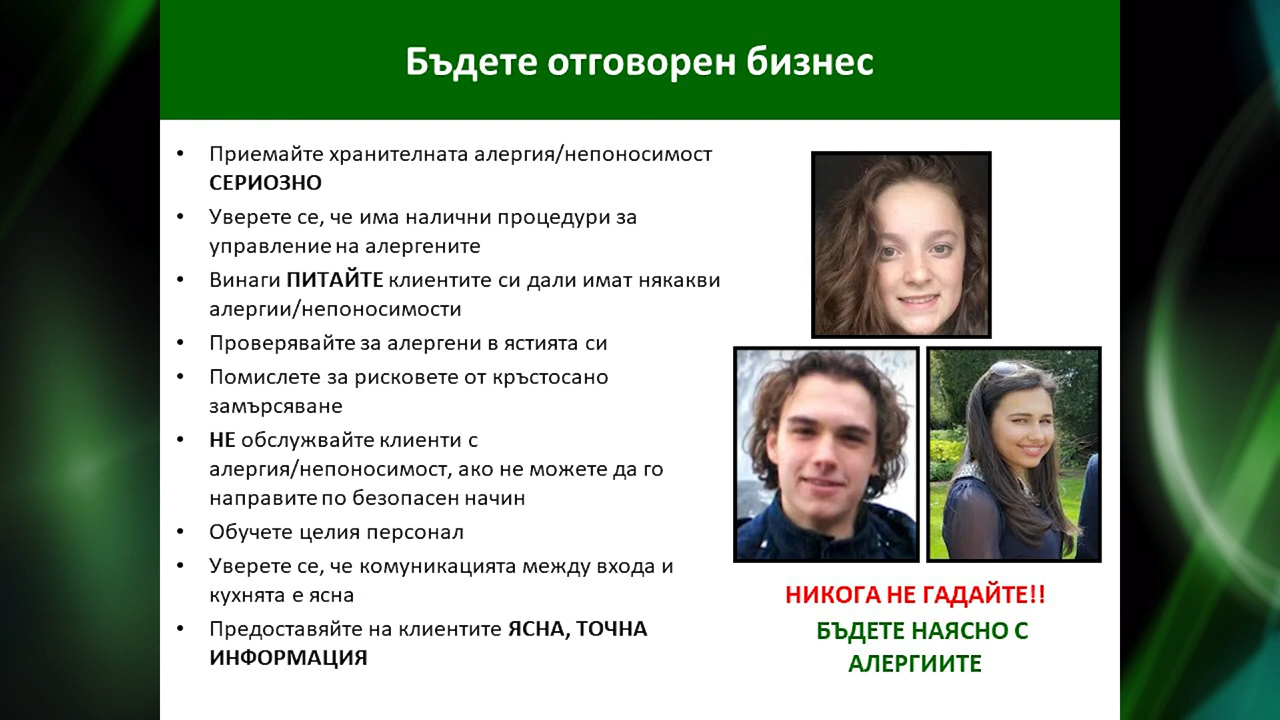 Бъдете отговорен бизнес
• Приемайте хранителната алергия/непоносимост
СЕРИОЗНО
• Уверете се, че има налични процедури за
управление на алергените
• Винаги ПИТАЙТЕ клиентите си дали имат някакви
алергии/непоносимости
• Проверявайте за алергени в ястията си
• Помислете за рисковете от кръстосано
замърсяване
• НЕ обслужвайте клиенти с
алергия/непоносимост, ако не можете да го
направите по безопасен начин
• Обучете целия персонал
• Уверете се, че комуникацията между входа и
кухнята е ясна
• Предоставяйте на клиентите ЯСНА, ТОЧНА
ИНФОРМАЦИЯ
НИКОГА НЕ ГАДАЙТЕ!!
БЪДЕТЕ НАЯСНО С
АЛЕРГИИТЕ